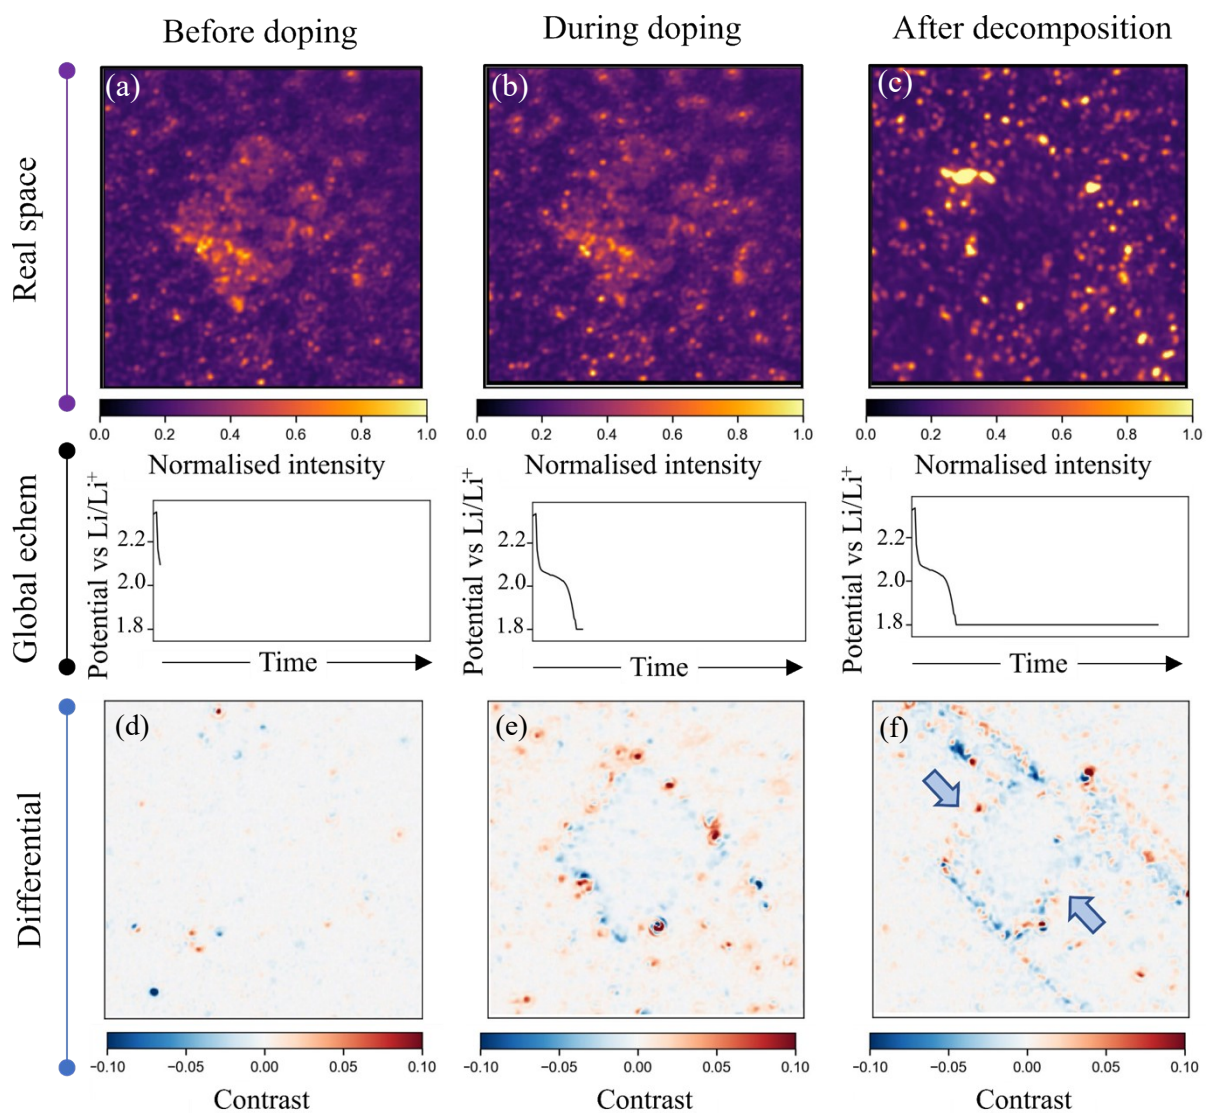 Before doping
During doping
After decomposition
Real space
(a)
(b)
(c)
0.0 0.2 0.4 0.6 0.8 1.0
0.0 0.2 0.4 0.6 0.8 1.0
0.0 0.2 0.4 0.6 0.8 1.0
Normalised intensity
Normalised intensity
Normalised intensity
Global echem
Potential vs Li/Li⁺
2.2
2.0
1.8
Time
Potential vs Li/Li⁺
2.2
2.0
1.8
Time
Potential vs Li/Li⁺
2.2
2.0
1.8
Time
Differential
(d)
(e)
(f)
−0.10 −0.05 0.00 0.05 0.10
−0.10 −0.05 0.00 0.05 0.10
−0.10 −0.05 0.00 0.05 0.10
Contrast
Contrast
Contrast